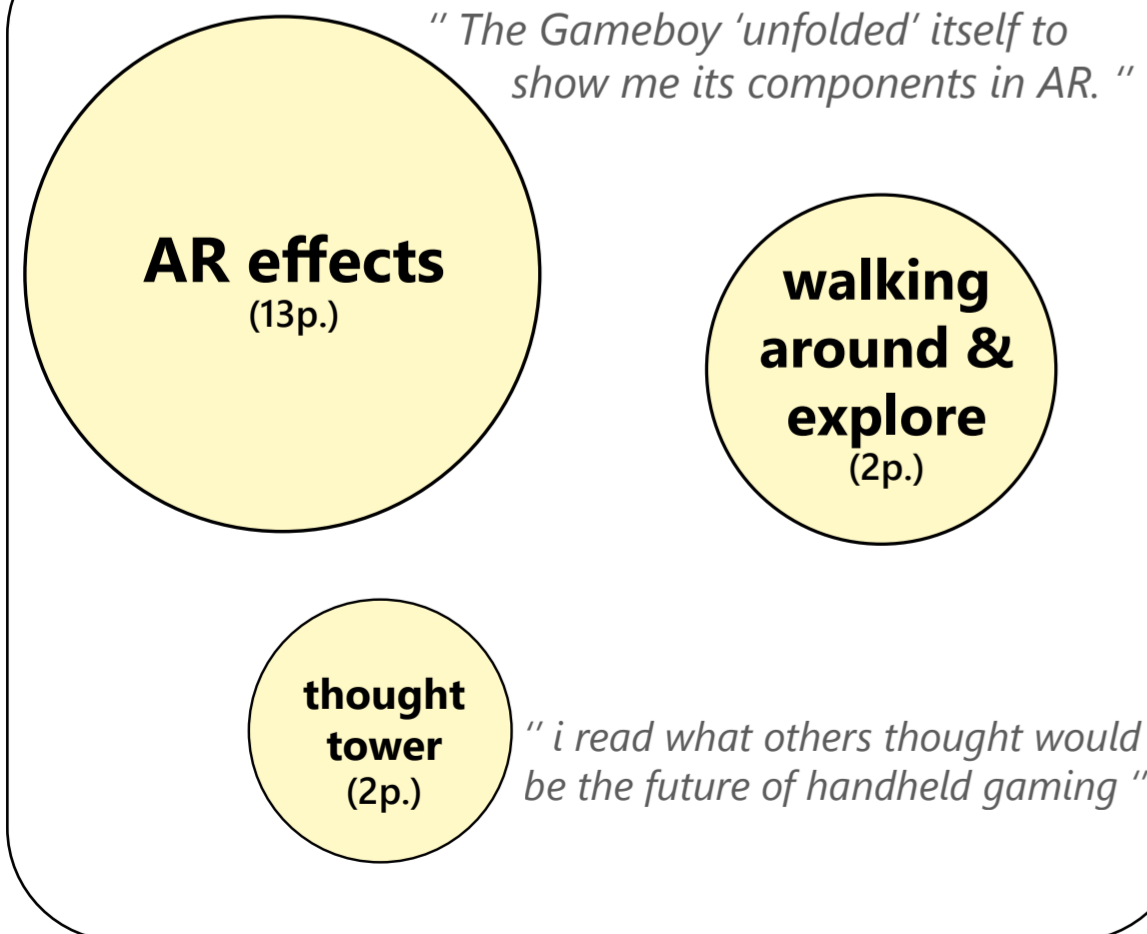 " The Gameboy ‘unfolded’ itself to
show me its components in AR. "
AR effects
(13p.)
walking
around &
explore
(2p.)
thought
tower
(2p.)
" i read what others thought would
be the future of handheld gaming "